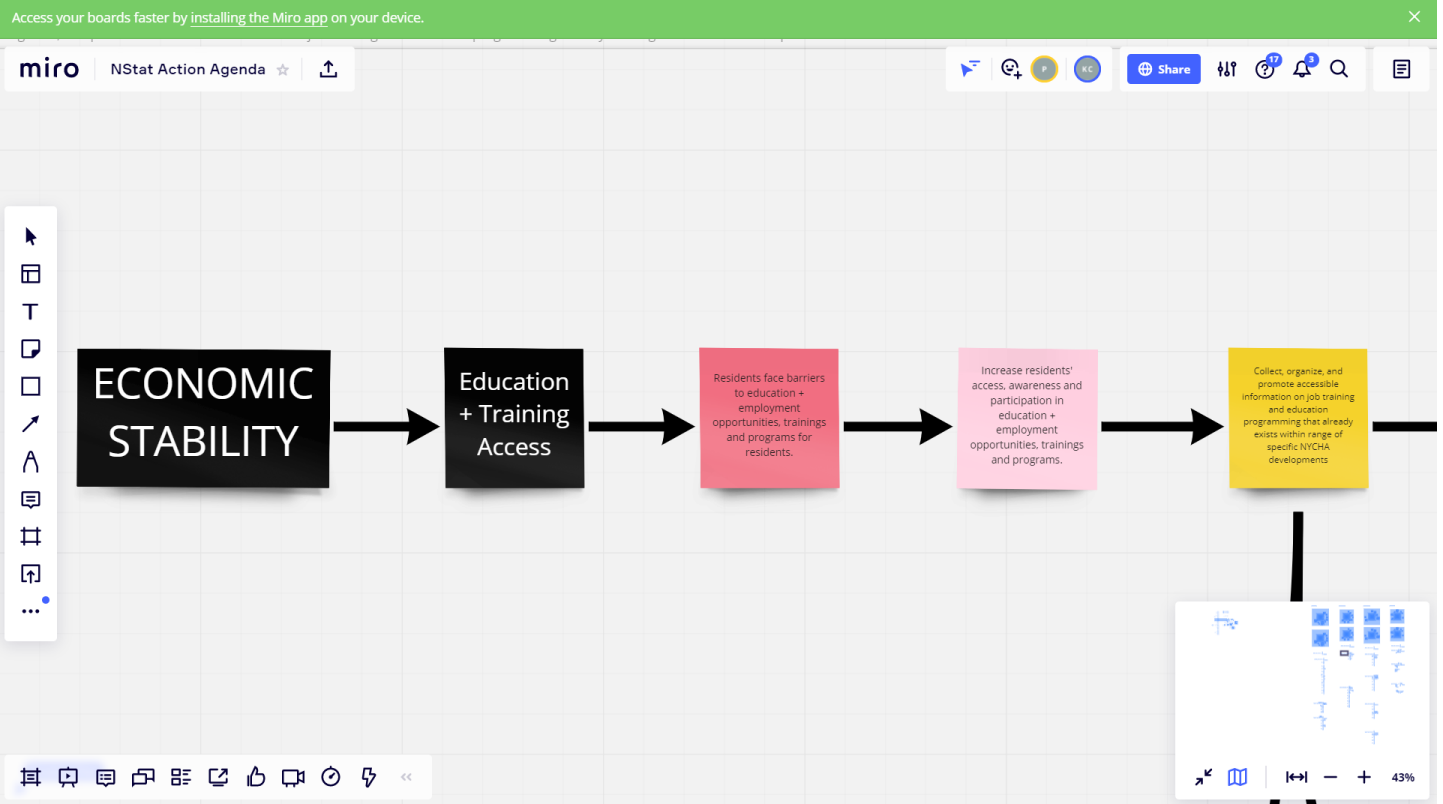 Access your boards faster by installing the Miro app on your device.
miro
NStat Action Agenda
P
KC
Share
17
3
ECONOMIC
STABILITY
Education
+ Training
Access
Residents face barriers
to education +
employment
opportunities, trainings
and programs for
residents.
Increase residents'
access, awareness and
participation in
education +
employment
opportunities, trainings
and programs.
Collect, organize, and
promote accessible
information on job training
and education
programming that already
exists within range of
specific NYCHA
developments
43%